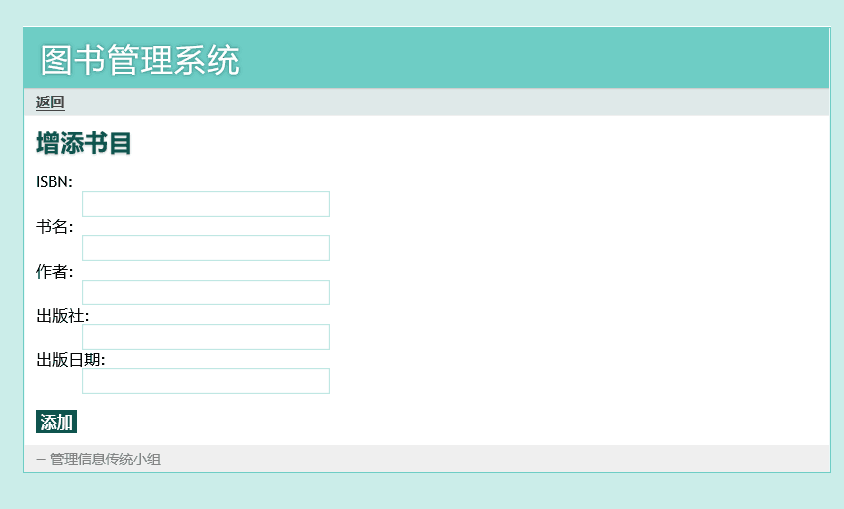 图书管理系统
返回
增添书目
ISBN:
书名:
作者:
出版社:
出版日期:
添加
— 管理信息传统小组